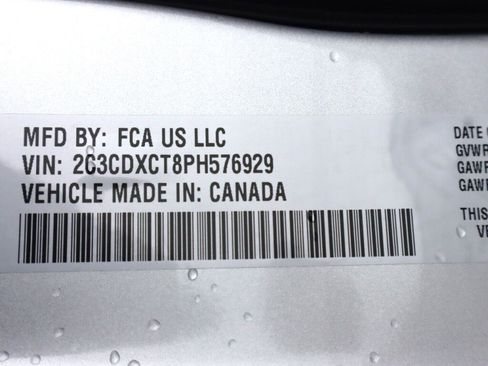 MFD BY: FCA US LLC
VIN: 2C3CDXCT8PH576929
VEHICLE MADE IN: CANADA
DATE
GVWR
GAWR
GAWR
THIS